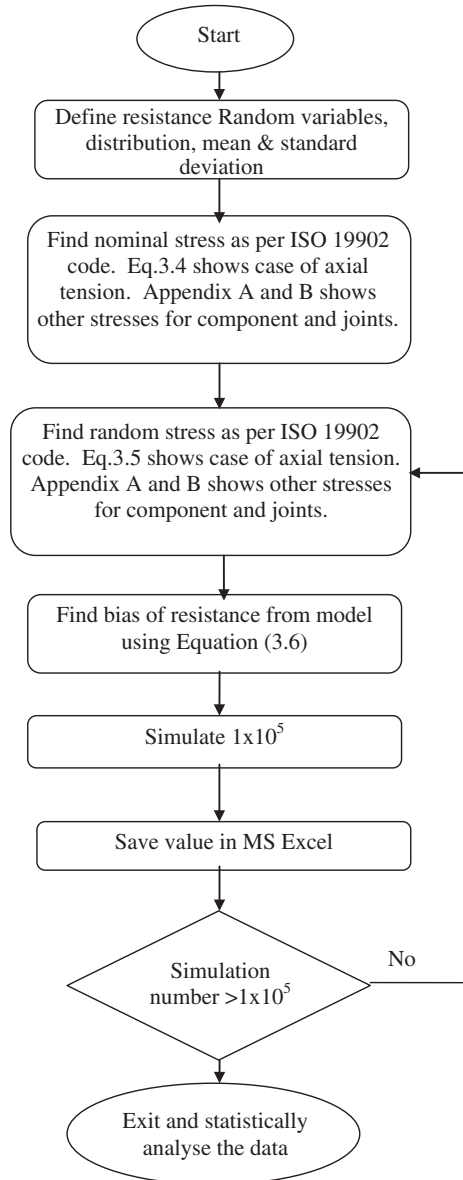 Start
Define resistance Random variables,
distribution, mean & standard
deviation
Find nominal stress as per ISO 19902
code.  Eq.3.4 shows case of axial
tension.  Appendix A and B shows
other stresses for component and joints.
Find random stress as per ISO 19902
code.  Eq.3.5 shows case of axial tension.
Appendix A and B shows other stresses
for component and joints.
Find bias of resistance from model
using Equation (3.6)
Simulate 1x10⁵
Save value in MS Excel
Simulation
number >1x10⁵
No
Exit and statistically
analyse the data